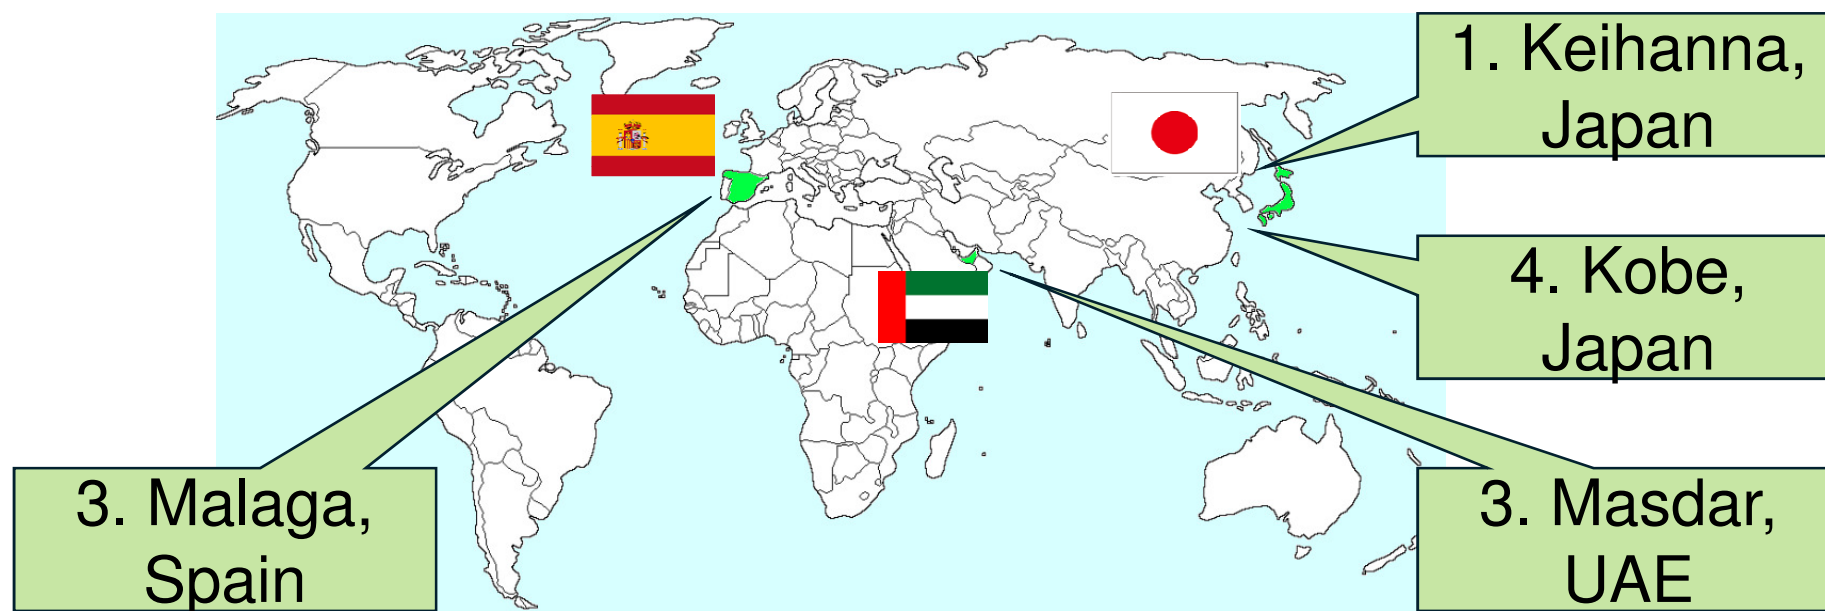 1. Keihanna,
Japan
4. Kobe,
Japan
3. Malaga,
Spain
3. Masdar,
UAE